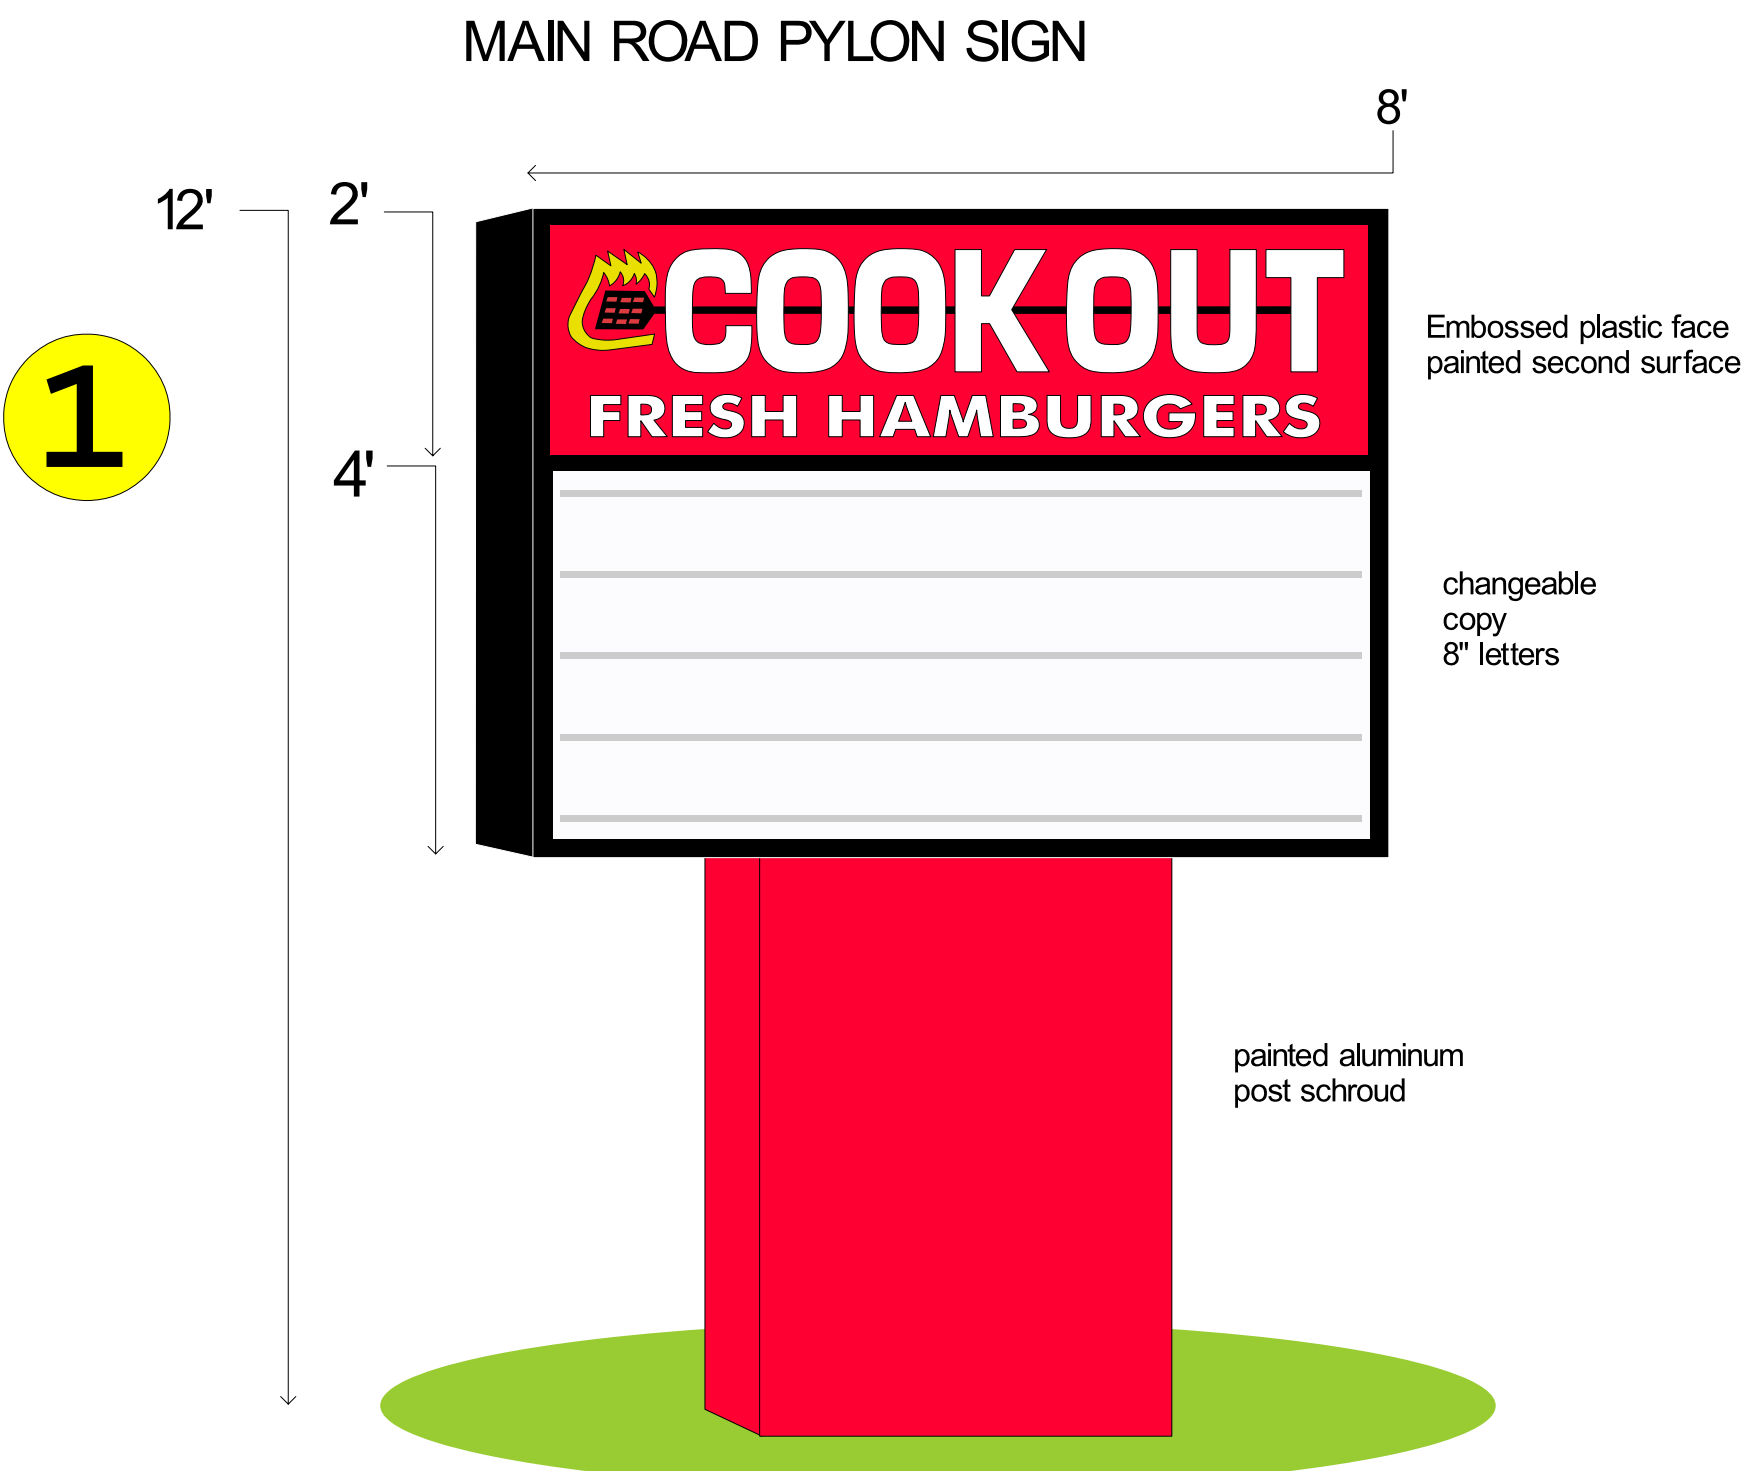 MAIN ROAD PYLON SIGN
8'
12'
2'
COOK OUT
FRESH HAMBURGERS
Embossed plastic face
painted second surface
1
4'
changeable
copy
8" letters
painted aluminum
post schroud